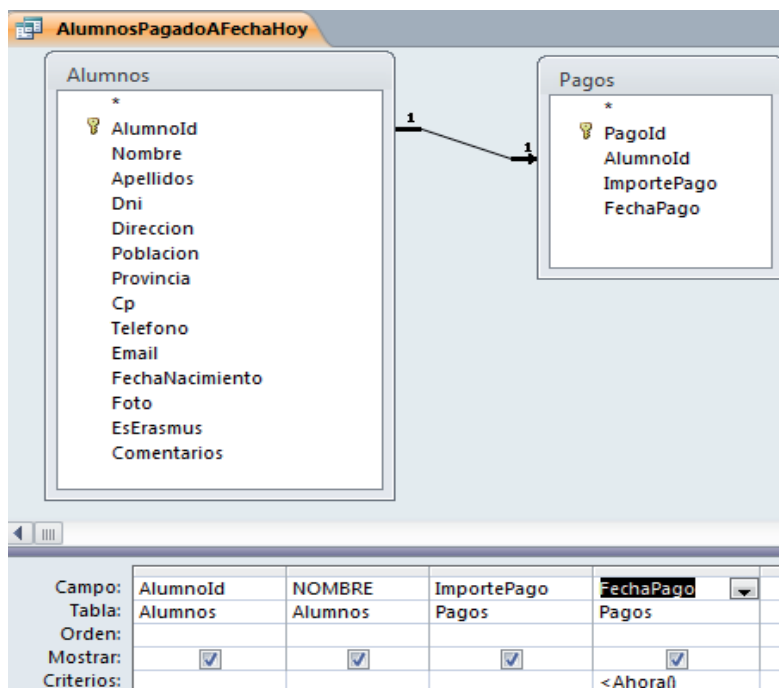 AlumnosPagadoAFechaHoy
Alumnos
*
AlumnoId
Nombre
Apellidos
Dni
Direccion
Poblacion
Provincia
Cp
Telefono
Email
FechaNacimiento
Foto
EsErasmus
Comentarios
1
1
Pagos
*
PagoId
AlumnoId
ImportePago
FechaPago
Campo: AlumnoId NOMBRE ImportePago FechaPago
Tabla: Alumnos Alumnos Pagos Pagos
Orden:
Mostrar:
Criterios: <Ahora()